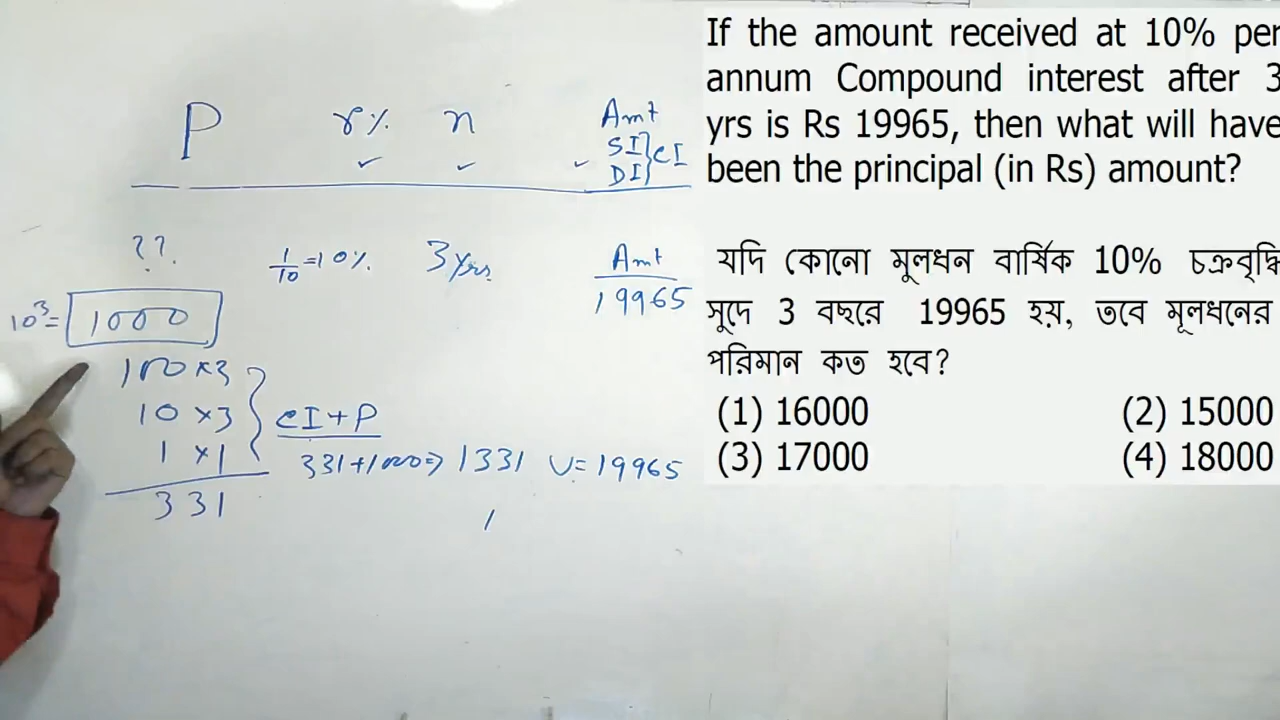 P r% n Amt
SI } CI
DI
?? 1/10 = 10% 3 yrs. Amt
19965
10³ = 1000
100 × 3
10 × 3 CI + P
1 × 1 331 + 1000 ⇒ 1331 U = 19965
331
If the amount received at 10% per
annum Compound interest after 3
yrs is Rs 19965, then what will have
been the principal (in Rs) amount?
যদি কোনো মুলধন বার্ষিক 10% চক্রবৃদ্ধি
সুদে 3 বছরে 19965 হয়, তবে মূলধনের
পরিমান কত হবে?
(1) 16000 (2) 15000
(3) 17000 (4) 18000